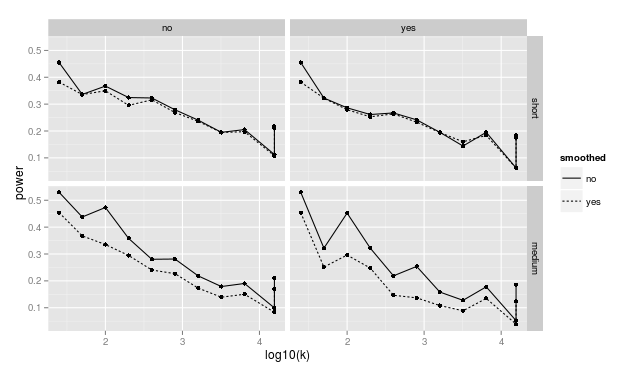 no yes
0.5
0.4
0.3
0.2
0.1
short
0.5
0.4
0.3
0.2
0.1
medium
power
2 3 4 2 3 4
log10(k)
smoothed
no
yes